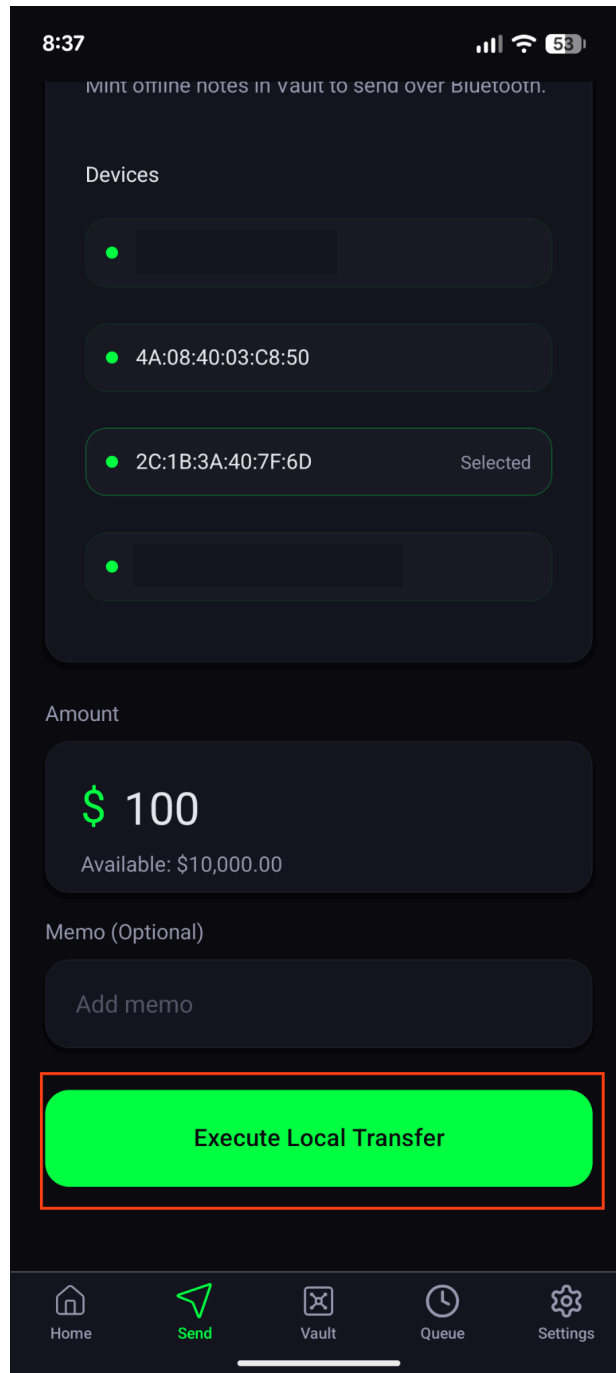 8:37
53
Mint offline notes in Vault to send over Bluetooth.
Devices
4A:08:40:03:C8:50
2C:1B:3A:40:7F:6D Selected
Amount
$ 100
Available: $10,000.00
Memo (Optional)
Add memo
Execute Local Transfer
Home Send Vault Queue Settings